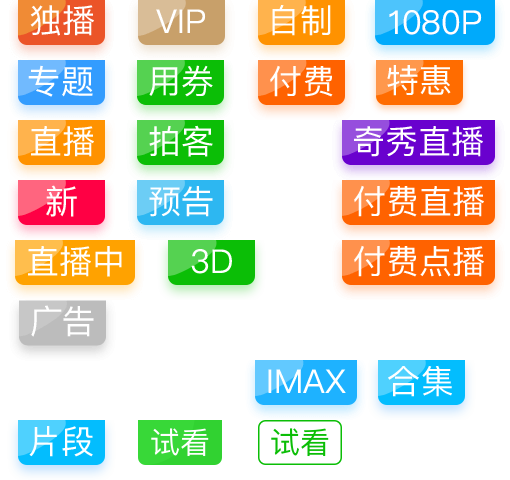 独播 VIP 自制 1080P
专题 用券 付费 特惠
直播 拍客 奇秀直播
新 预告 付费直播
直播中 3D 付费点播
广告
IMAX 合集
片段 试看 试看